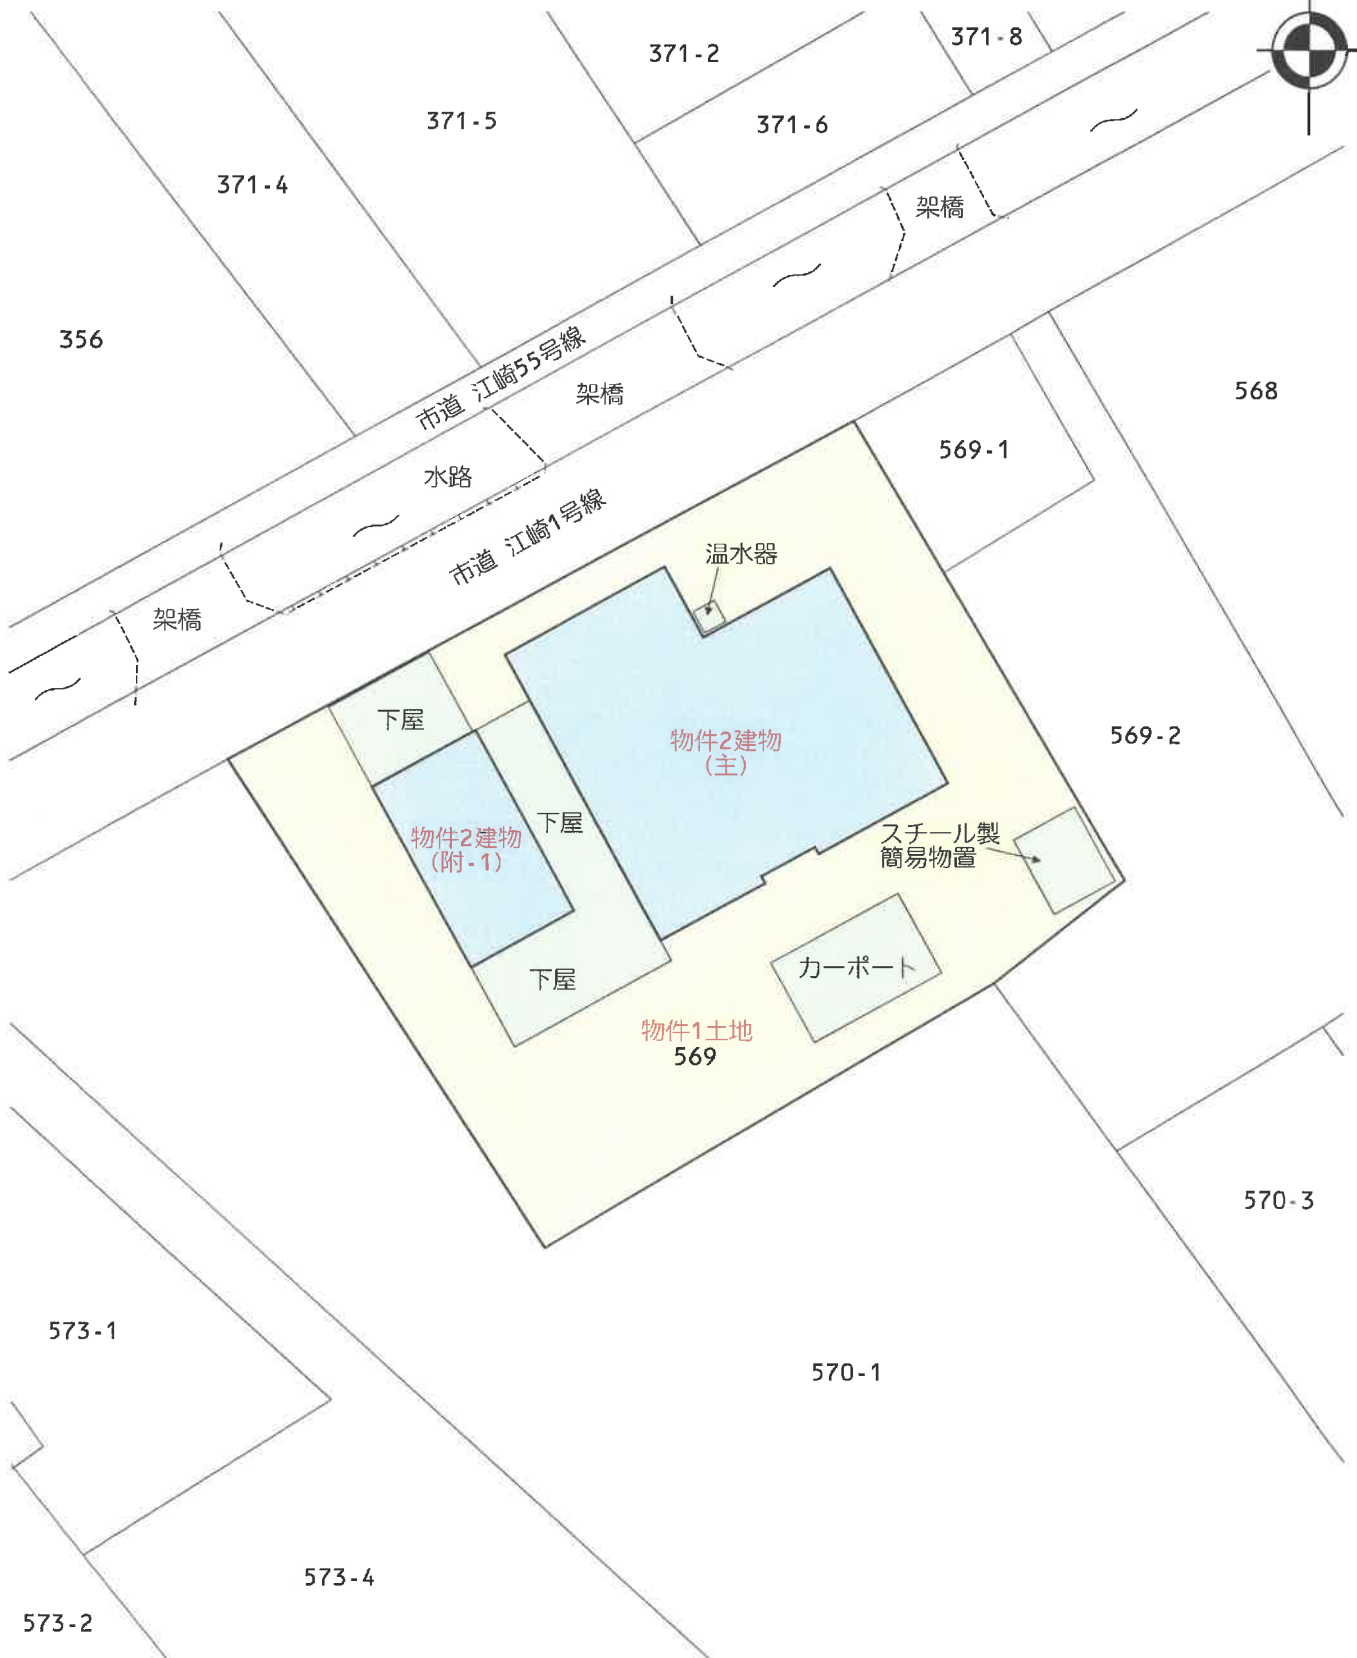 371-8
371-2
371-5
371-6
371-4
架橋
356
市道 江崎55号線
架橋
568
569-1
水路
市道 江崎1号線
温水器
架橋
下屋
物件2建物
(主)
569-2
下屋
物件2建物
(附-1)
スチール製
簡易物置
カーポート
下屋
物件1土地
569
570-3
573-1
570-1
573-4
573-2